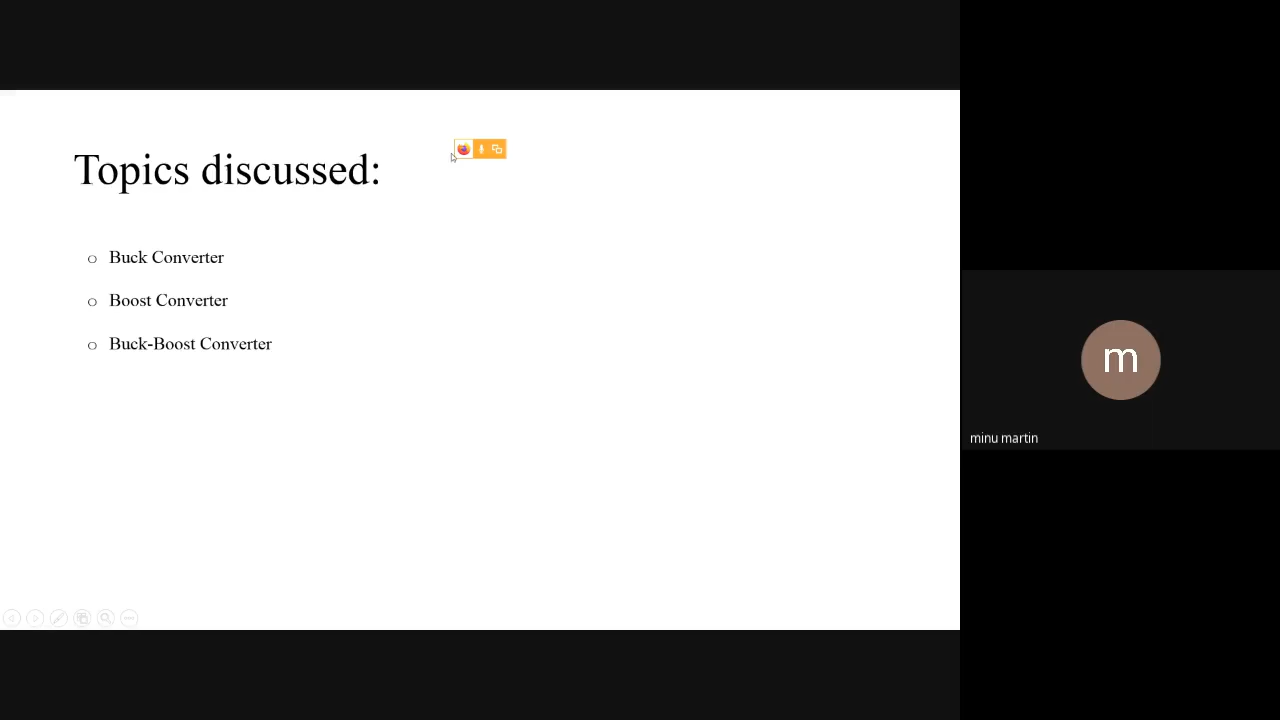 Topics discussed:
Buck Converter
Boost Converter
Buck-Boost Converter
m
minu martin